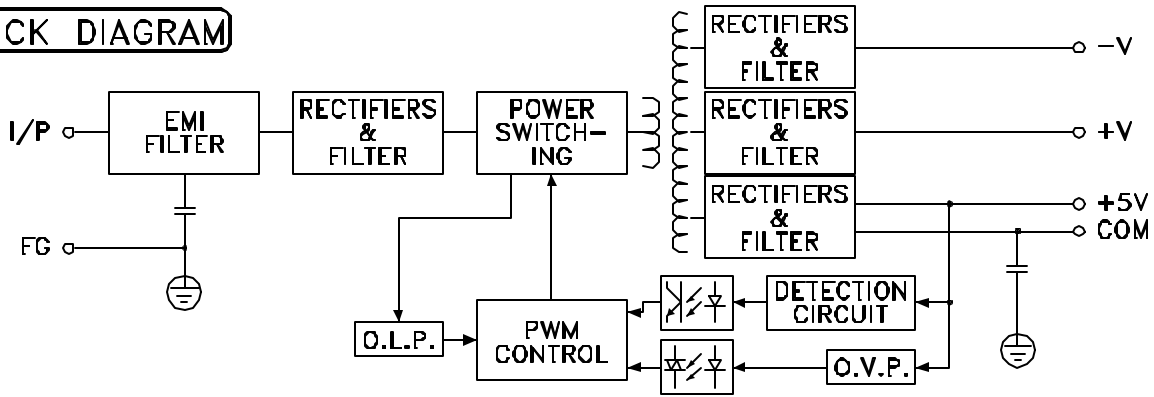 CK DIAGRAM
RECTIFIERS
&
FILTER
-V
I/P
EMI
FILTER
RECTIFIERS
&
FILTER
POWER
SWITCH-
ING
RECTIFIERS
&
FILTER
+V
RECTIFIERS
&
FILTER
+5V
COM
FG
O.L.P.
PWM
CONTROL
DETECTION
CIRCUIT
O.V.P.